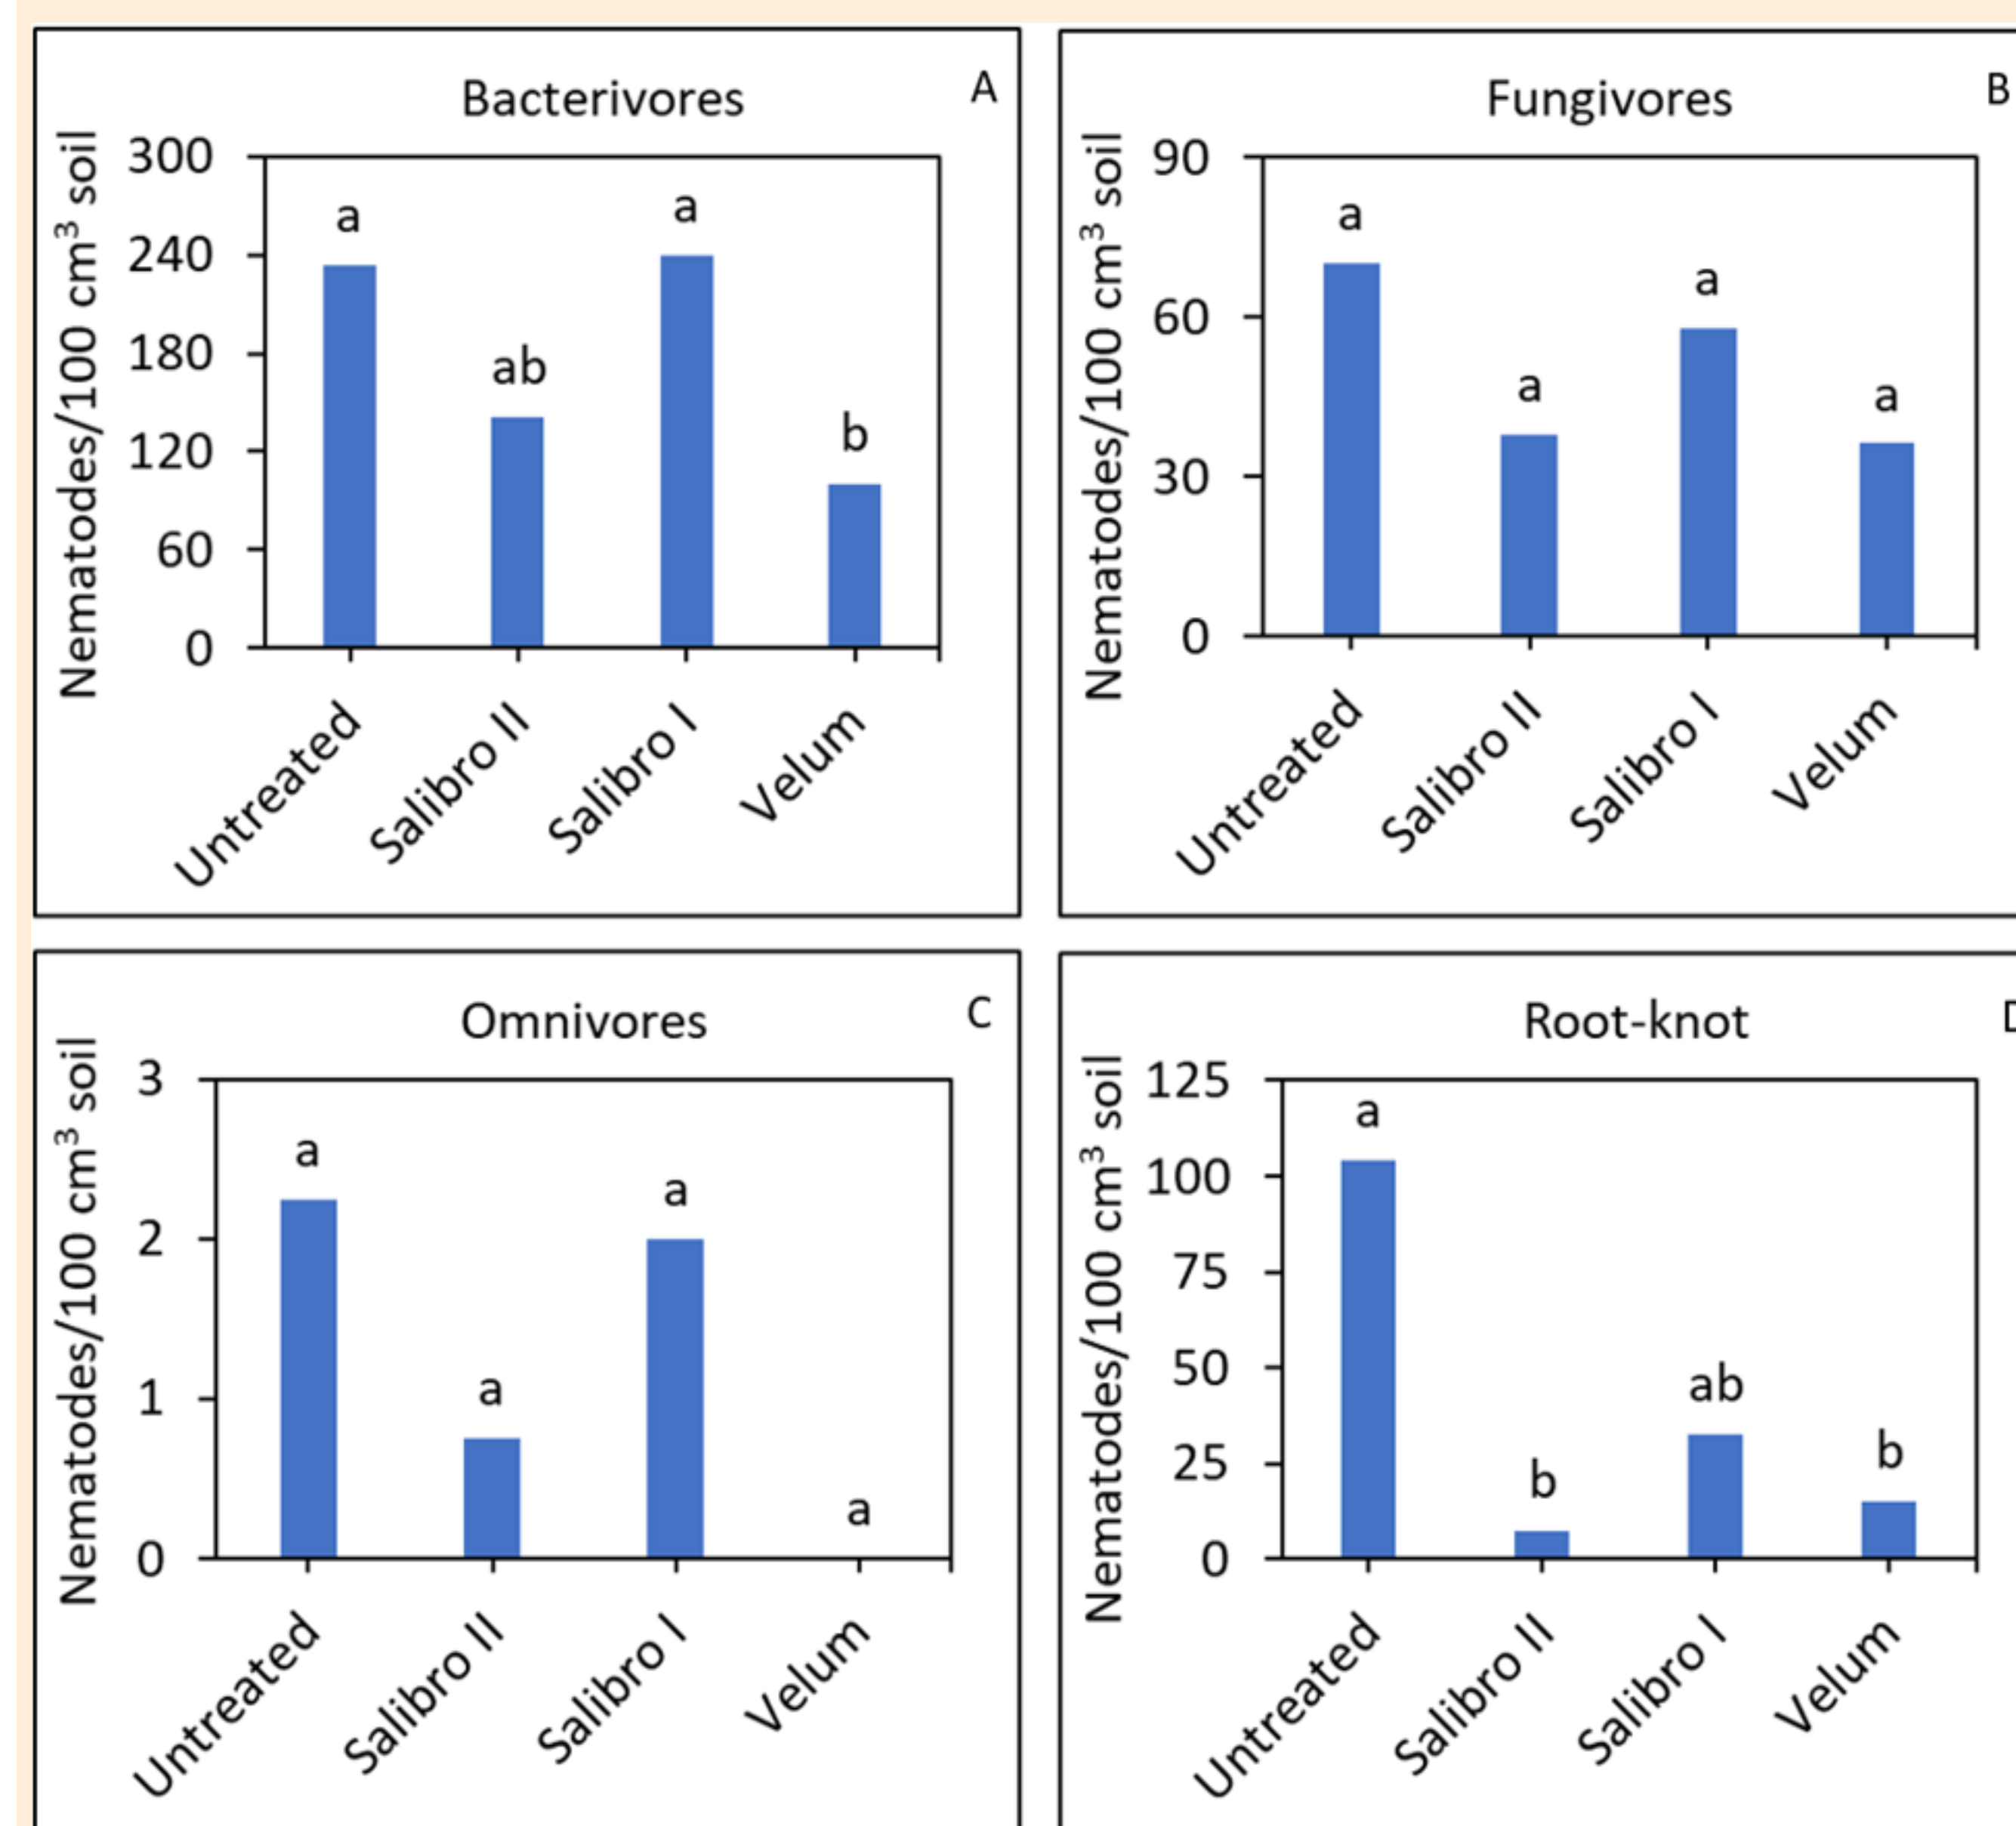 Bacterivores
A
Nematodes/100 cm³ soil
300
240
180
120
60
0
a
ab
a
b
Untreated
Salibro II
Salibro I
Velum
Fungivores
B
Nematodes/100 cm³ soil
90
60
30
0
a
a
a
a
Untreated
Salibro II
Salibro I
Velum
Omnivores
C
Nematodes/100 cm³ soil
3
2
1
0
a
a
a
a
Untreated
Salibro II
Salibro I
Velum
Root-knot
Nematodes/100 cm³ soil
125
100
75
50
25
0
a
b
ab
b
Untreated
Salibro II
Salibro I
Velum